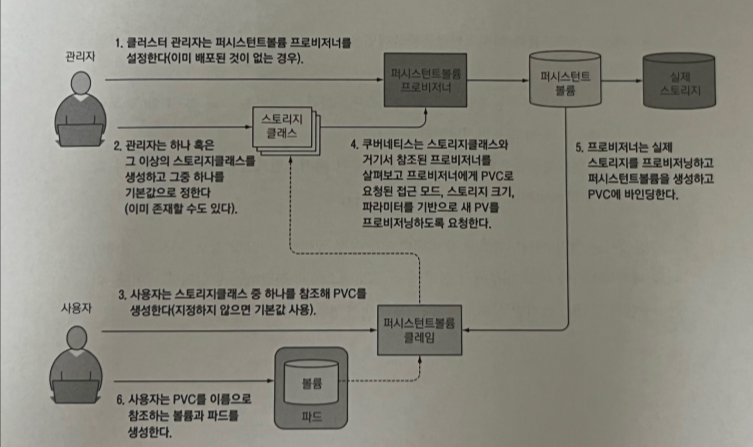 관리자
1. 클러스터 관리자는 퍼시스턴트볼륨 프로비저너를
설정한다(이미 배포된 것이 없는 경우).
퍼시스턴트볼륨
프로비저너
퍼시스턴트
볼륨
실제
스토리지
스토리지
클래스
2. 관리자는 하나 혹은
그 이상의 스토리지클래스를
생성하고 그중 하나를
기본값으로 정한다
(이미 존재할 수도 있다).
4. 쿠버네티스는 스토리지클래스와
거기서 참조된 프로비저너를
살펴보고 프로비저너에게 PVC로
요청된 접근 모드, 스토리지 크기,
파라미터를 기반으로 새 PV를
프로비저닝하도록 요청한다.
5. 프로비저너는 실제
스토리지를 프로비저닝하고
퍼시스턴트볼륨을 생성하고
PVC에 바인딩한다.
사용자
3. 사용자는 스토리지클래스 중 하나를 참조해 PVC를
생성한다(지정하지 않으면 기본값 사용).
퍼시스턴트볼륨
클레임
볼륨
파드
6. 사용자는 PVC를 이름으로
참조하는 볼륨과 파드를
생성한다.